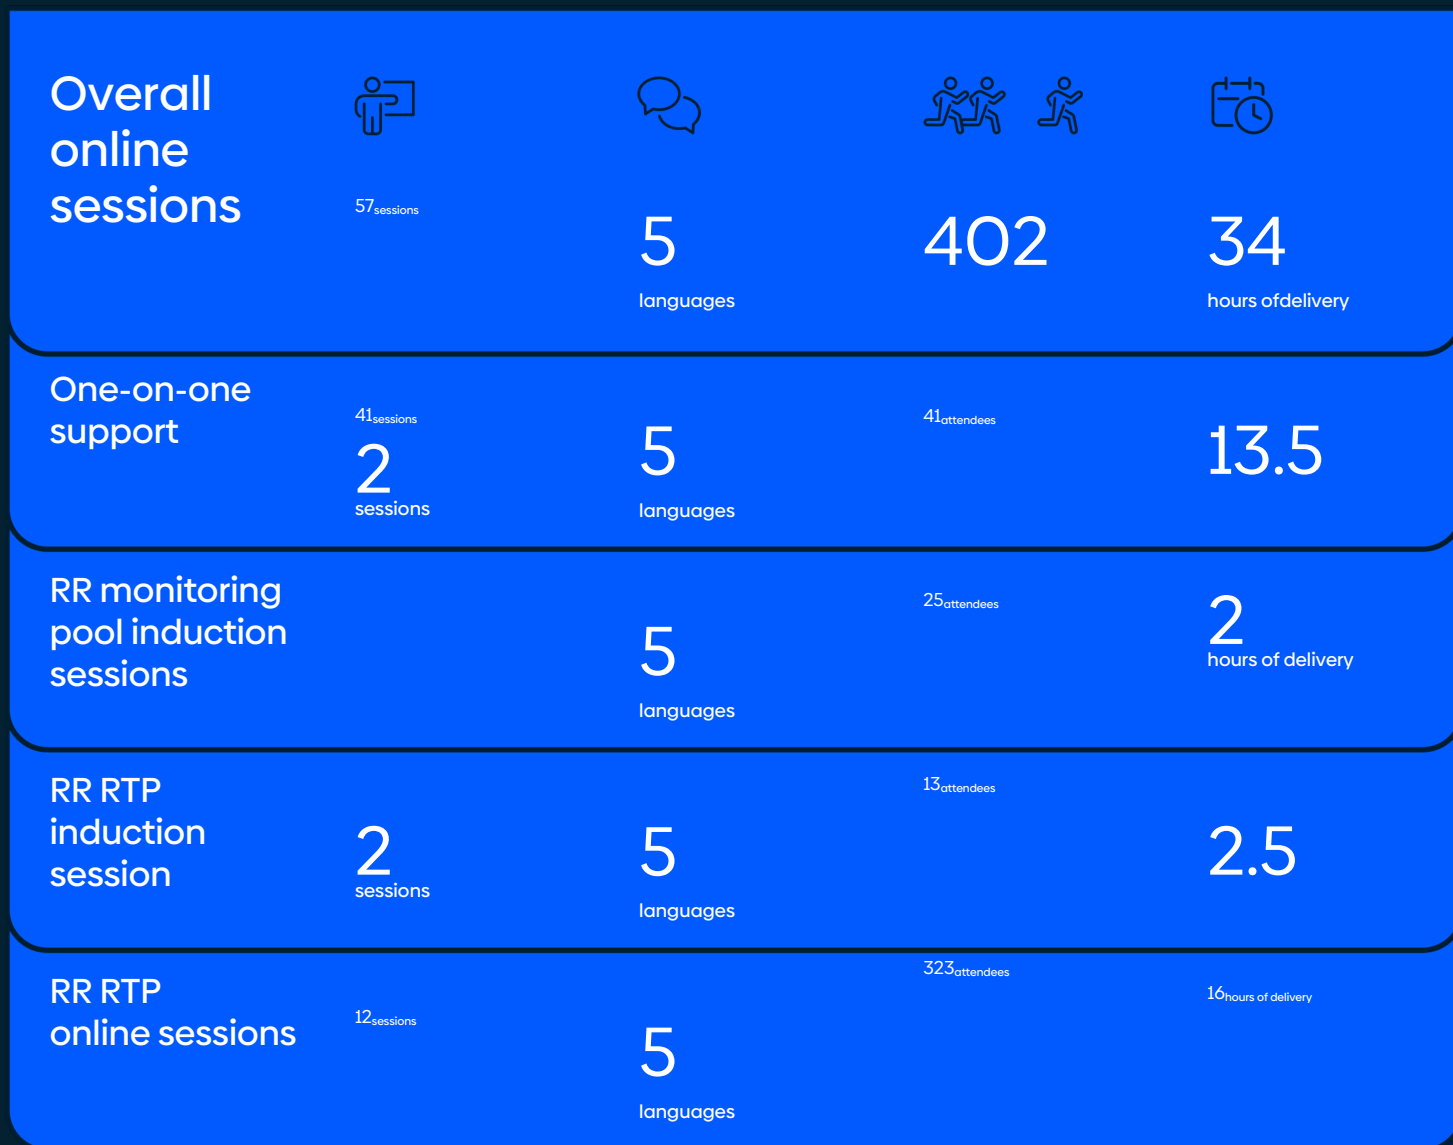 Overall
online
sessions
57sessions
5
languages
402
34
hours ofdelivery
One-on-one
support
41sessions
2
sessions
5
languages
41attendees
13.5
RR monitoring
pool induction
sessions
5
languages
25attendees
2
hours of delivery
RR RTP
induction
session
2
sessions
5
languages
13attendees
2.5
RR RTP
online sessions
12sessions
5
languages
323attendees
16hours of delivery